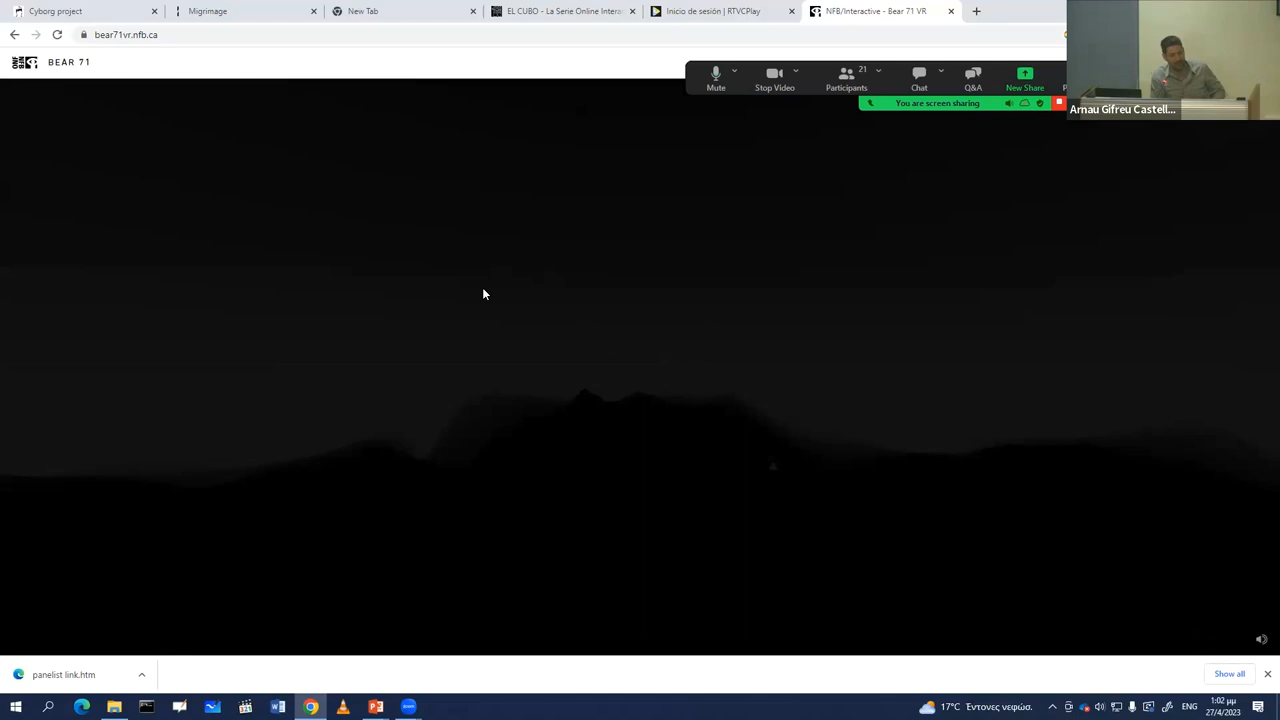 Cyborg project
Migrimage
New Tab
EL CUBO - La Serie Online Intera
Inicio de sesión | RTVCPlay
NFB/Interactive - Bear 71 VR
bear71vr.nfb.ca
BEAR 71
21
Mute
Stop Video
Participants
Chat
Q&A
New Share
You are screen sharing
Arnau Gifreu Castell...
panelist link.htm
Show all
17°C Έντονες νεφώσ.
ENG
1:02 μμ
27/4/2023